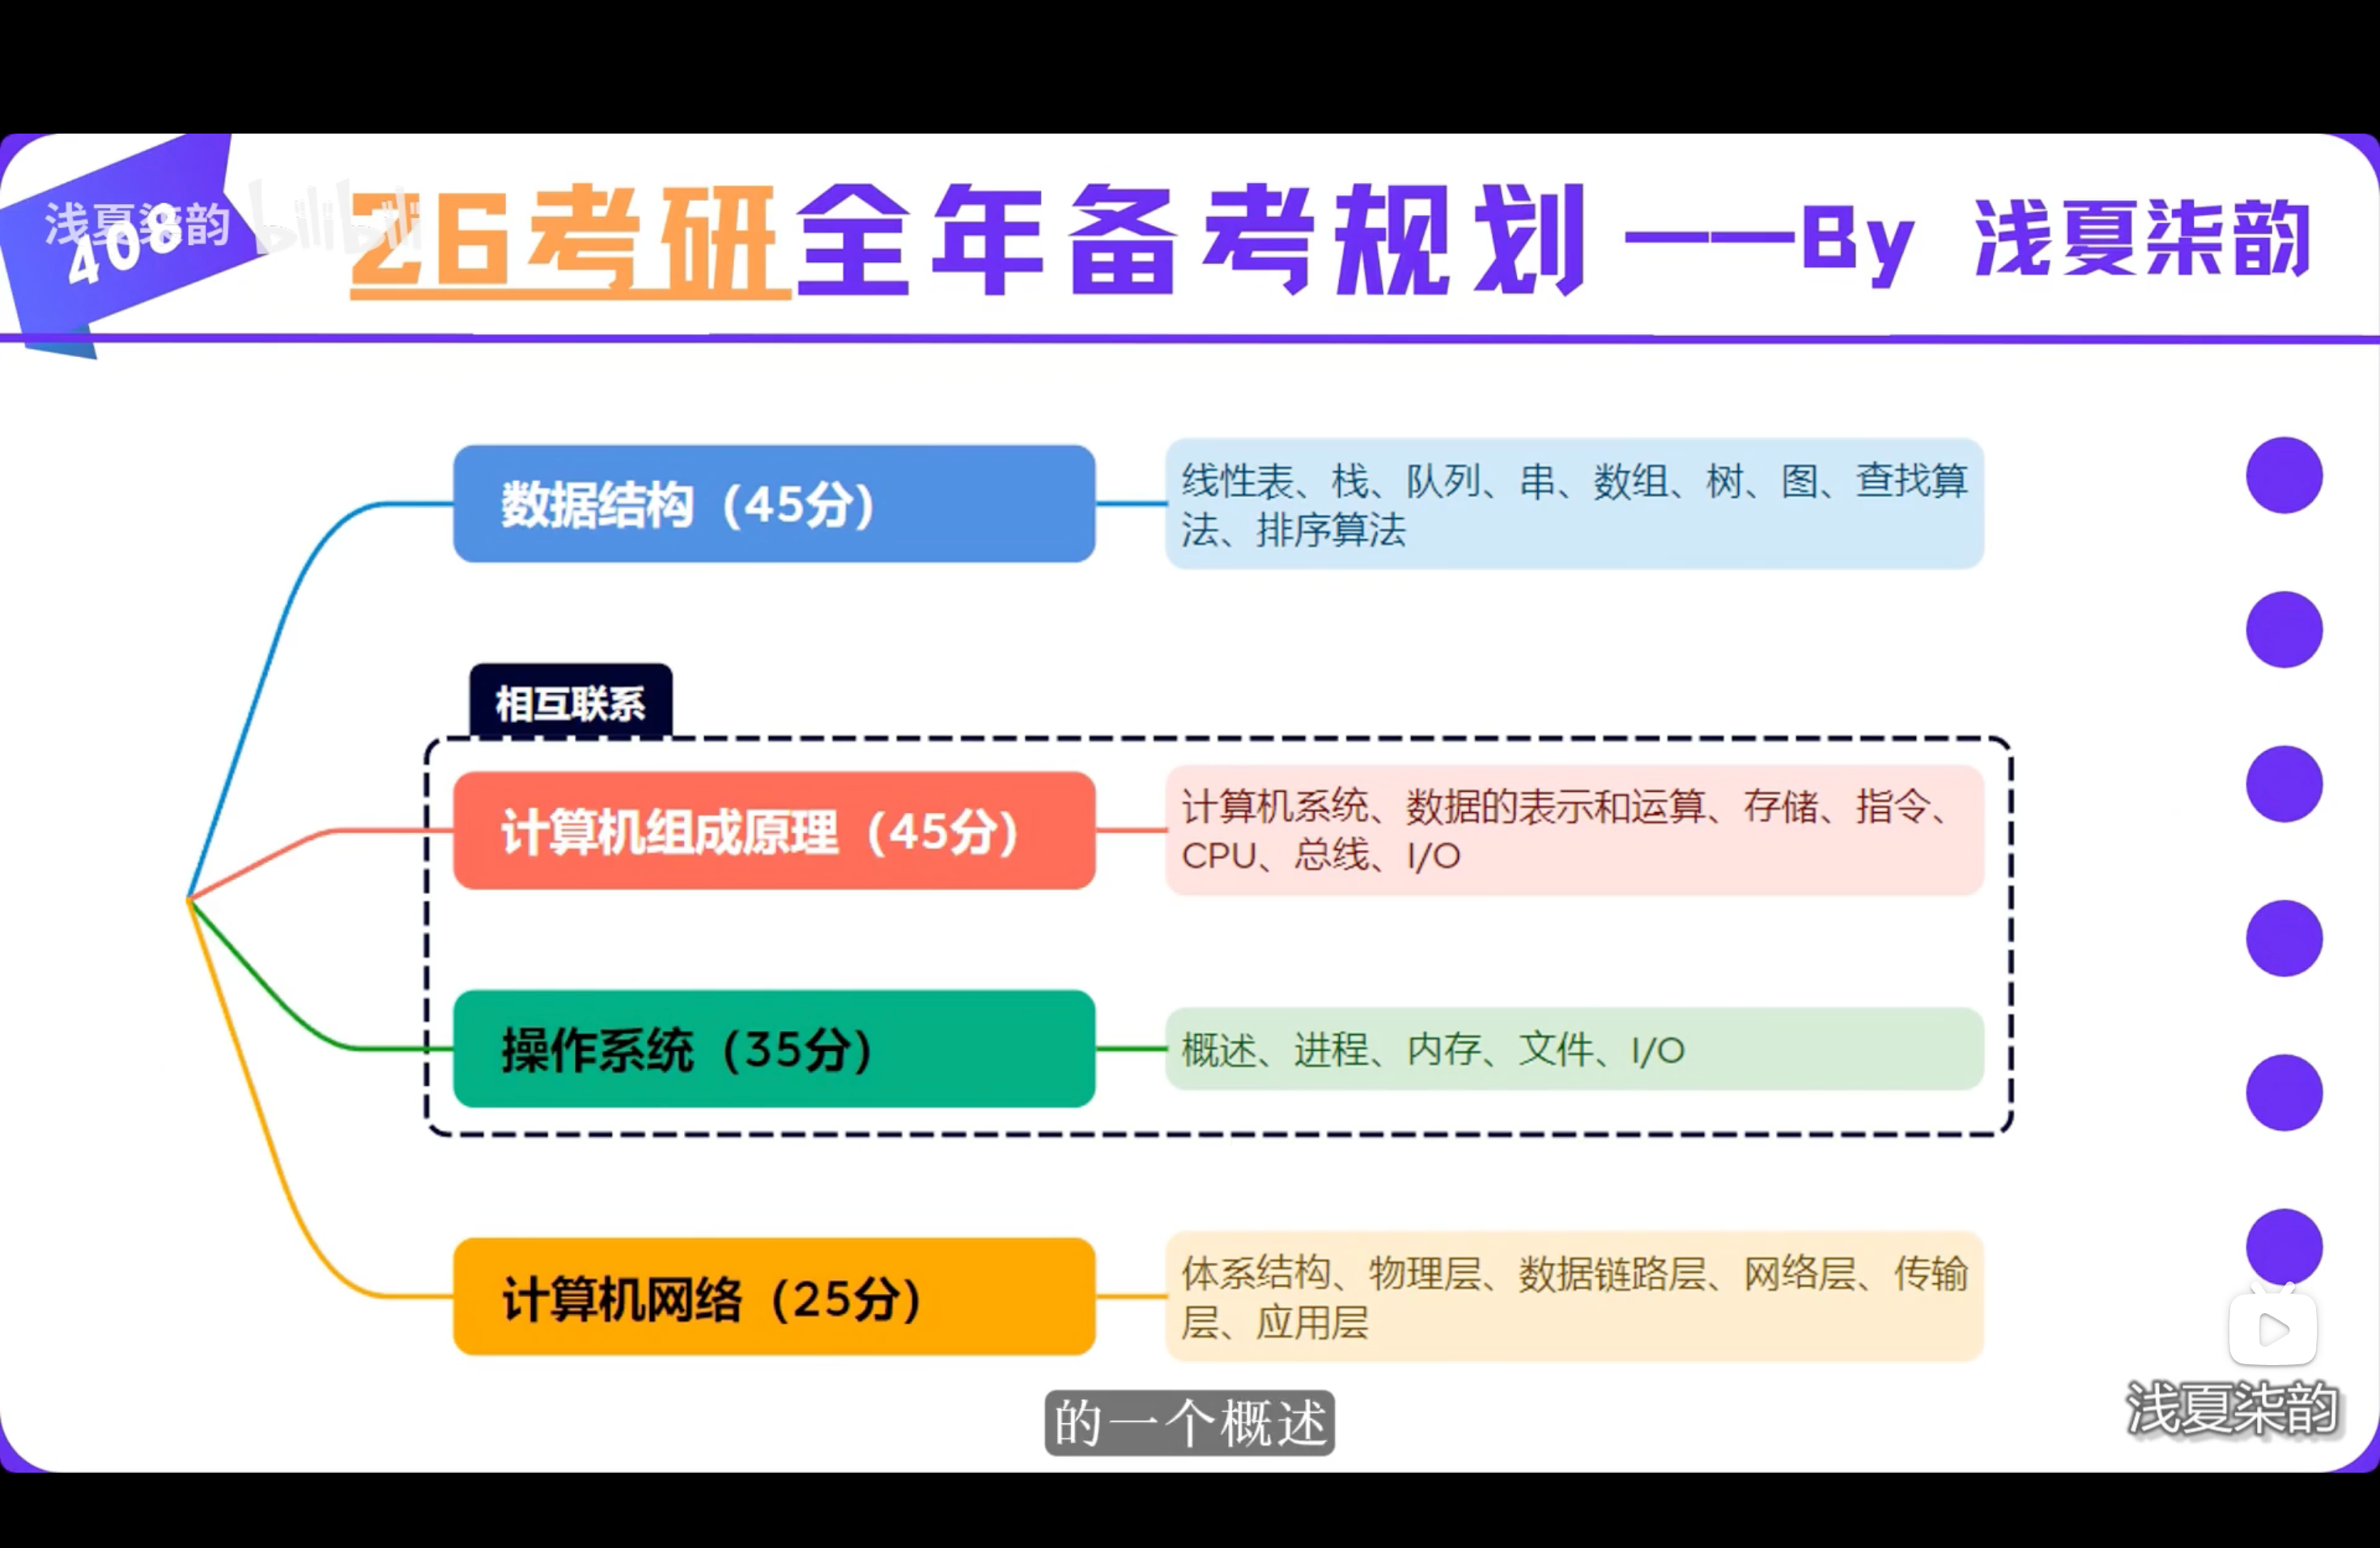 浅夏柒韵 bilibili
408
26考研全年备考规划——By 浅夏柒韵
数据结构（45分）
线性表、栈、队列、串、数组、树、图、查找算
法、排序算法
相互联系
计算机组成原理（45分）
计算机系统、数据的表示和运算、存储、指令、
CPU、总线、I/O
操作系统（35分）
概述、进程、内存、文件、I/O
计算机网络（25分）
体系结构、物理层、数据链路层、网络层、传输
层、应用层
的一个概述
浅夏柒韵